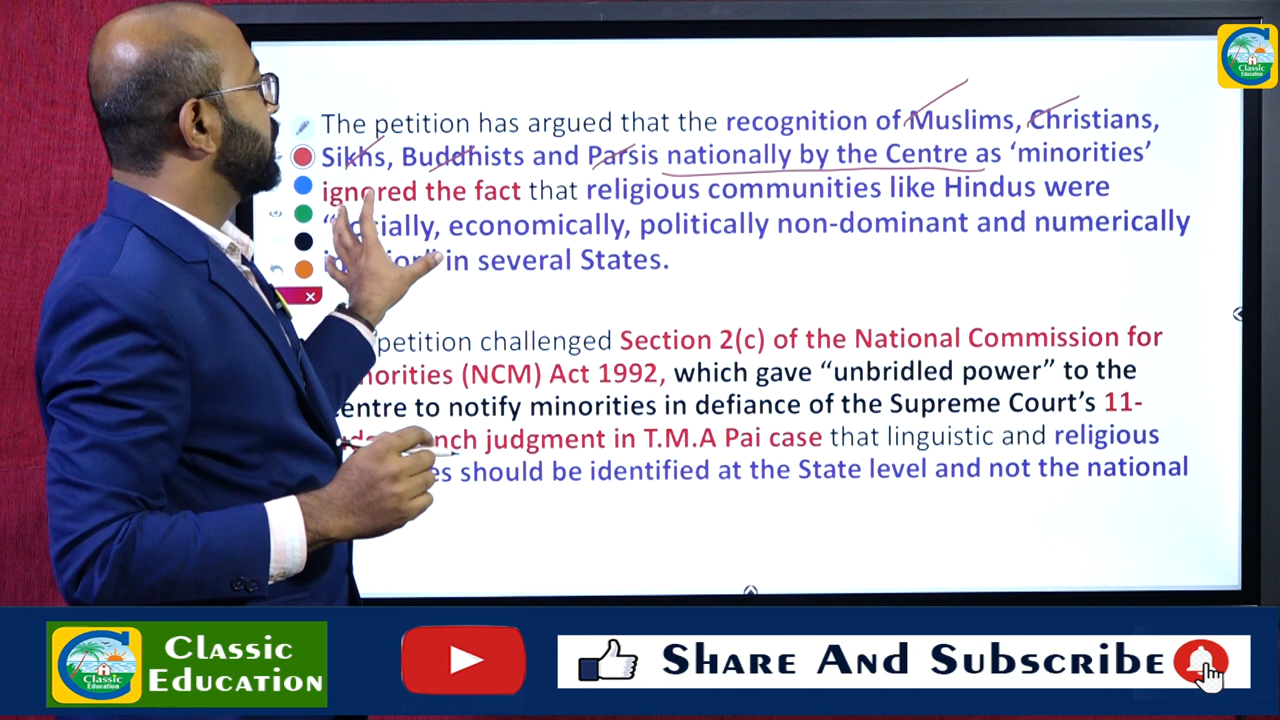 The petition has argued that the recognition of Muslims, Christians,
Sikhs, Buddhists and Parsis nationally by the Centre as ‘minorities’
ignored the fact that religious communities like Hindus were
economically, politically non-dominant and numerically
in several States.
petition challenged Section 2(c) of the National Commission for
(NCM) Act 1992, which gave “unbridled power” to the
to notify minorities in defiance of the Supreme Court’s 11-
judgment in T.M.A Pai case that linguistic and religious
should be identified at the State level and not the national
Classic
Education
Classic
Education
Classic
Education
Share And Subscribe